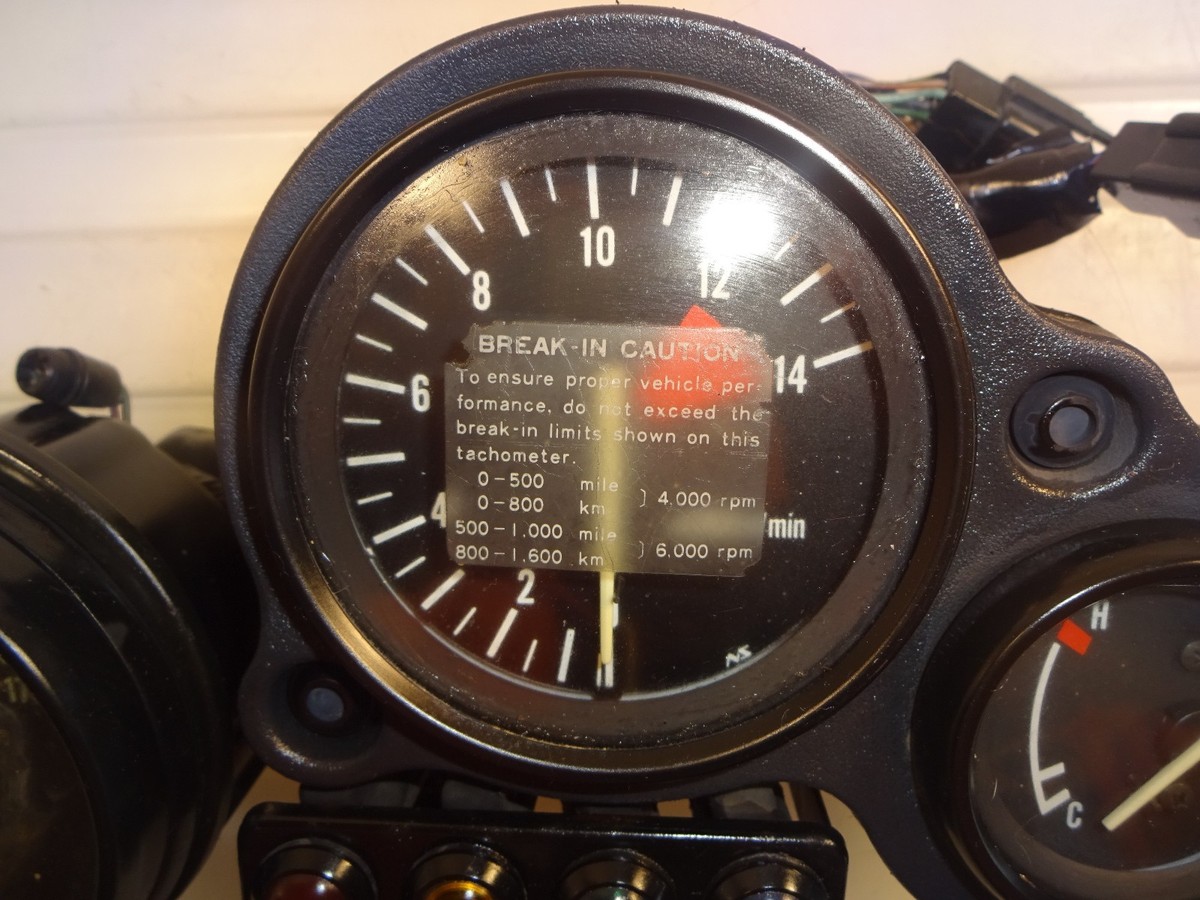 10
8
12
6
14
BREAK-IN CAUTION
To ensure proper vehicle per-
formance, do not exceed the
break-in limits shown on this
tachometer.
0-500 mile
0-800 km } 4.000 rpm
500-1.000 mile
800-1.600 km } 6.000 rpm
4
/min
2
NS
H
C